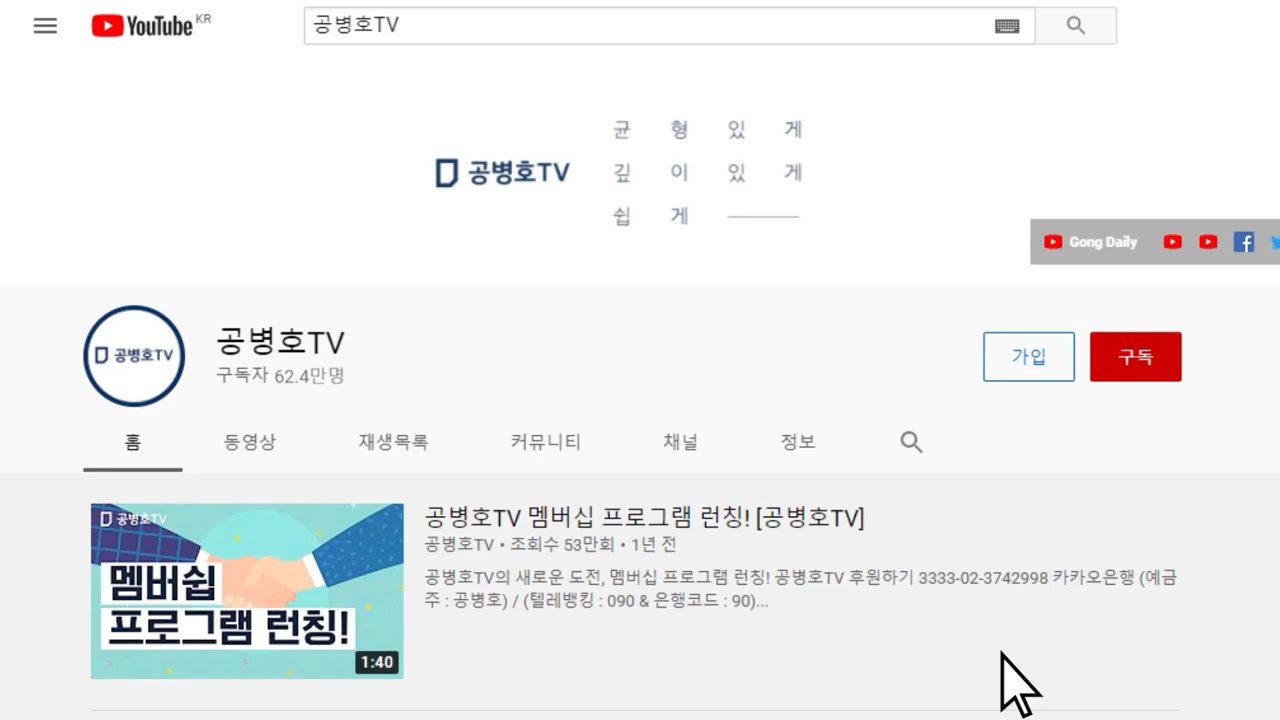 YouTube KR
공병호TV
균형있게
공병호TV 깊이있게
쉽게
Gong Daily
공병호TV
공병호TV
구독자 62.4만명
가입
구독
홈 동영상 재생목록 커뮤니티 채널 정보
공병호TV
멤버쉽
프로그램 런칭!
1:40
공병호TV 멤버십 프로그램 런칭! [공병호TV]
공병호TV • 조회수 53만회 • 1년 전
공병호TV의 새로운 도전, 멤버십 프로그램 런칭! 공병호TV 후원하기 3333-02-3742998 카카오은행 (예금
주 : 공병호) / (텔레뱅킹 : 090 & 은행코드 : 90)...